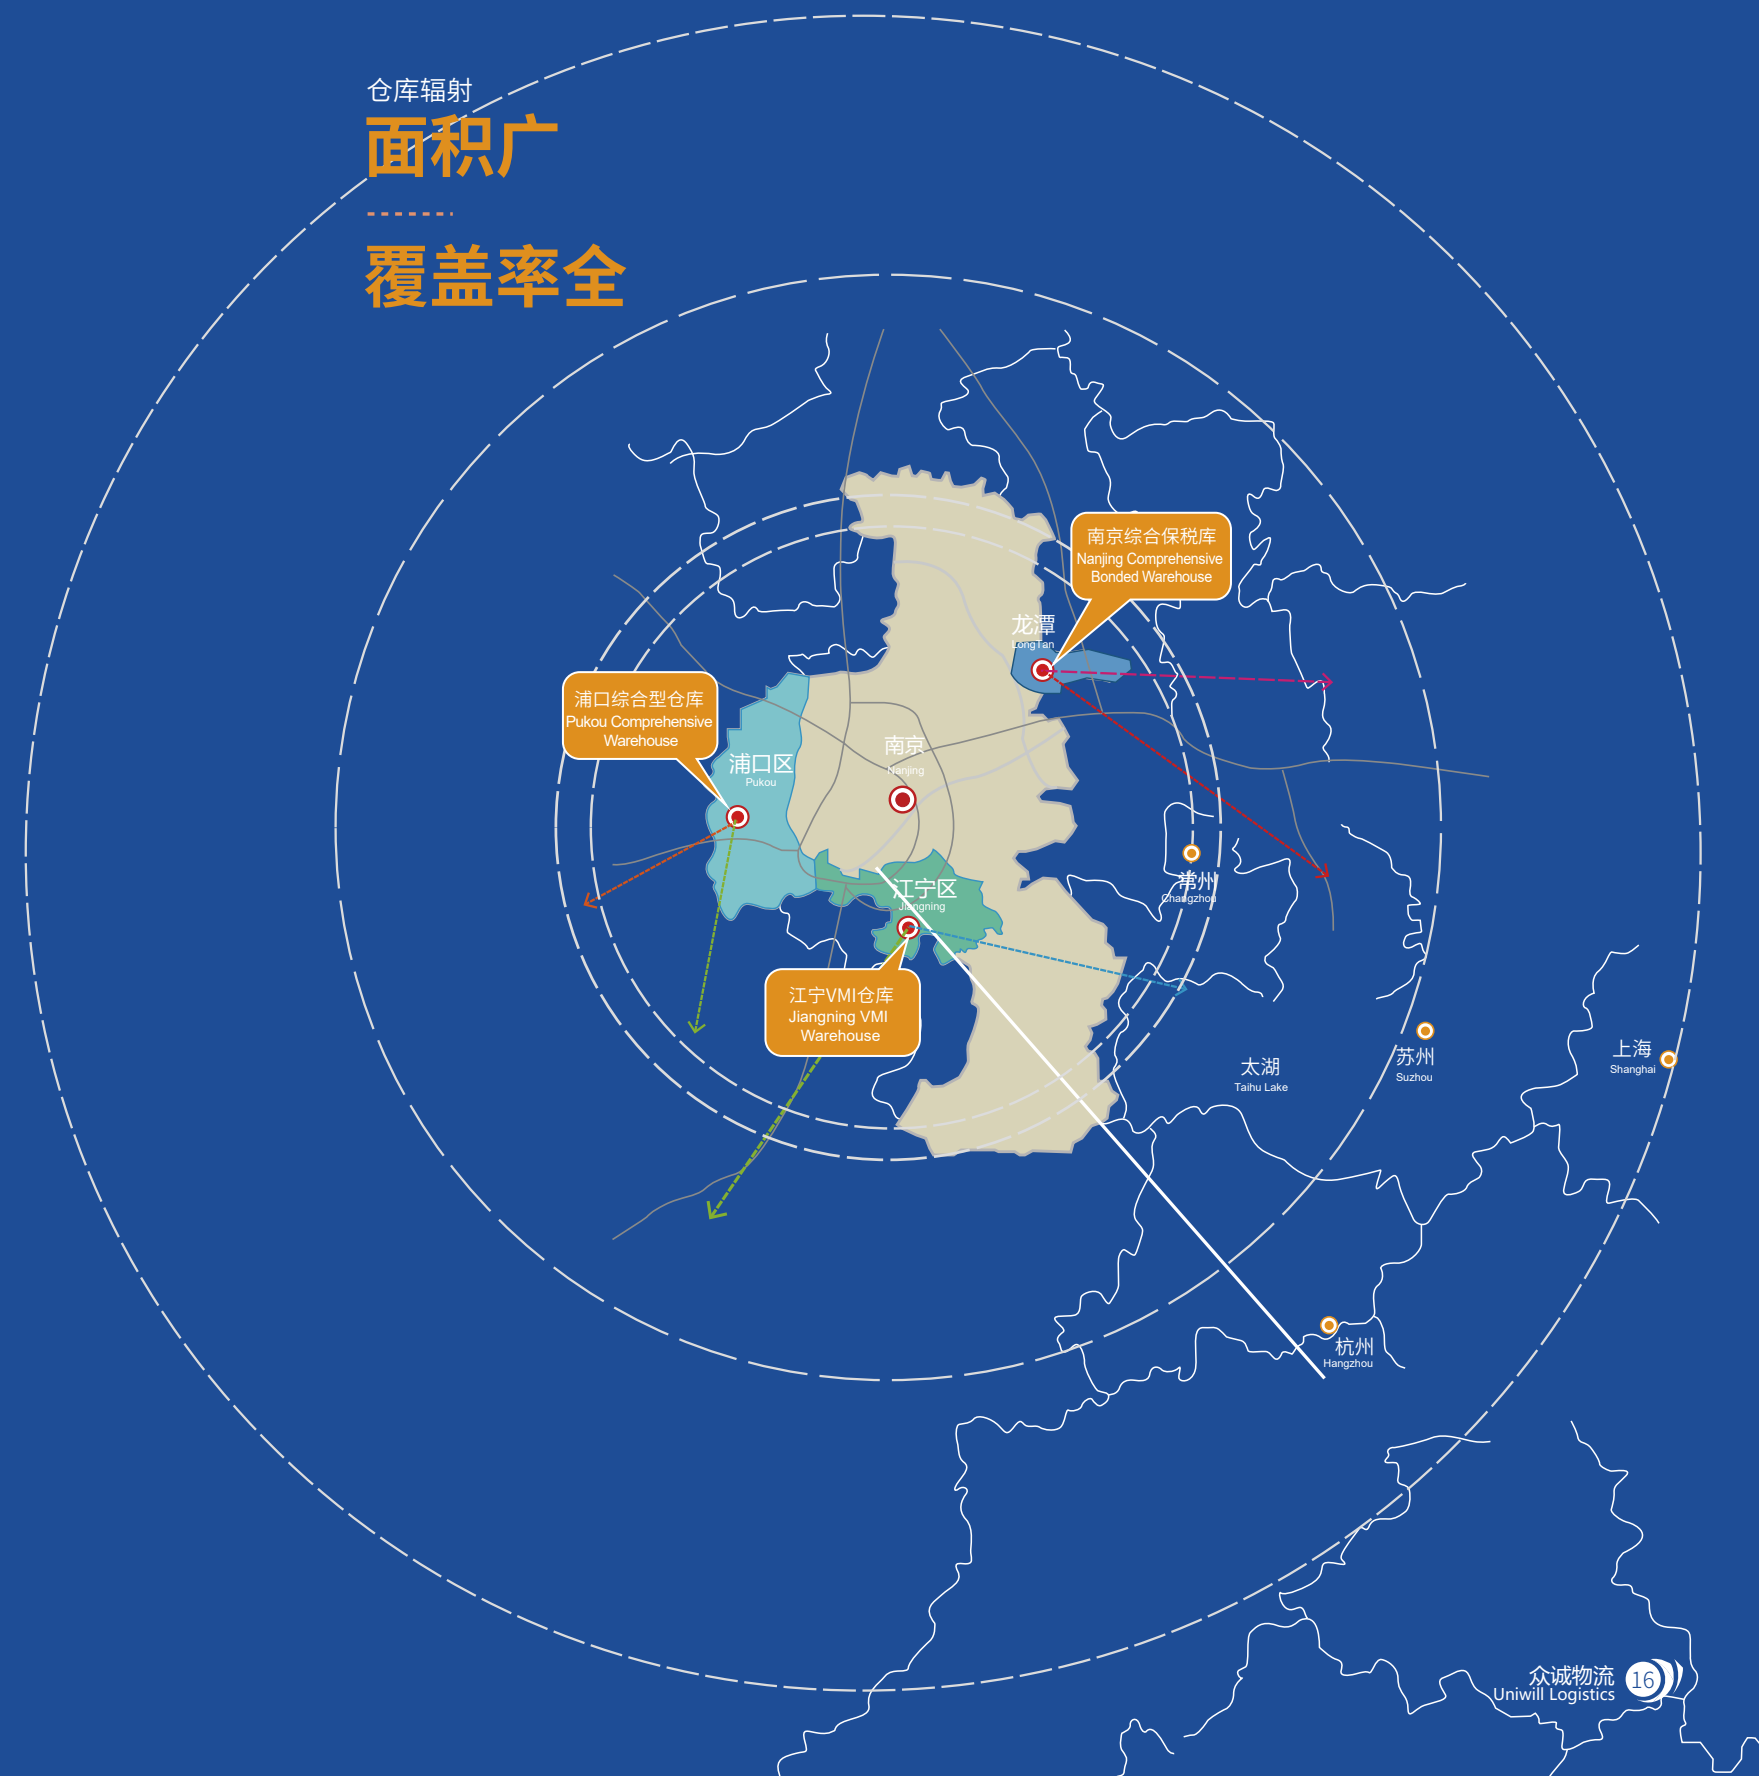 仓库辐射
面积广
覆盖率全
南京综合保税库
Nanjing Comprehensive
Bonded Warehouse
龙潭
LongTan
浦口综合型仓库
Pukou Comprehensive
Warehouse
浦口区
Pukou
南京
Nanjing
常州
Changzhou
江宁区
Jiangning
江宁VMI仓库
Jiangning VMI
Warehouse
太湖
Taihu Lake
苏州
Suzhou
上海
Shanghai
杭州
Hangzhou
众诚物流
Uniwill Logistics
16